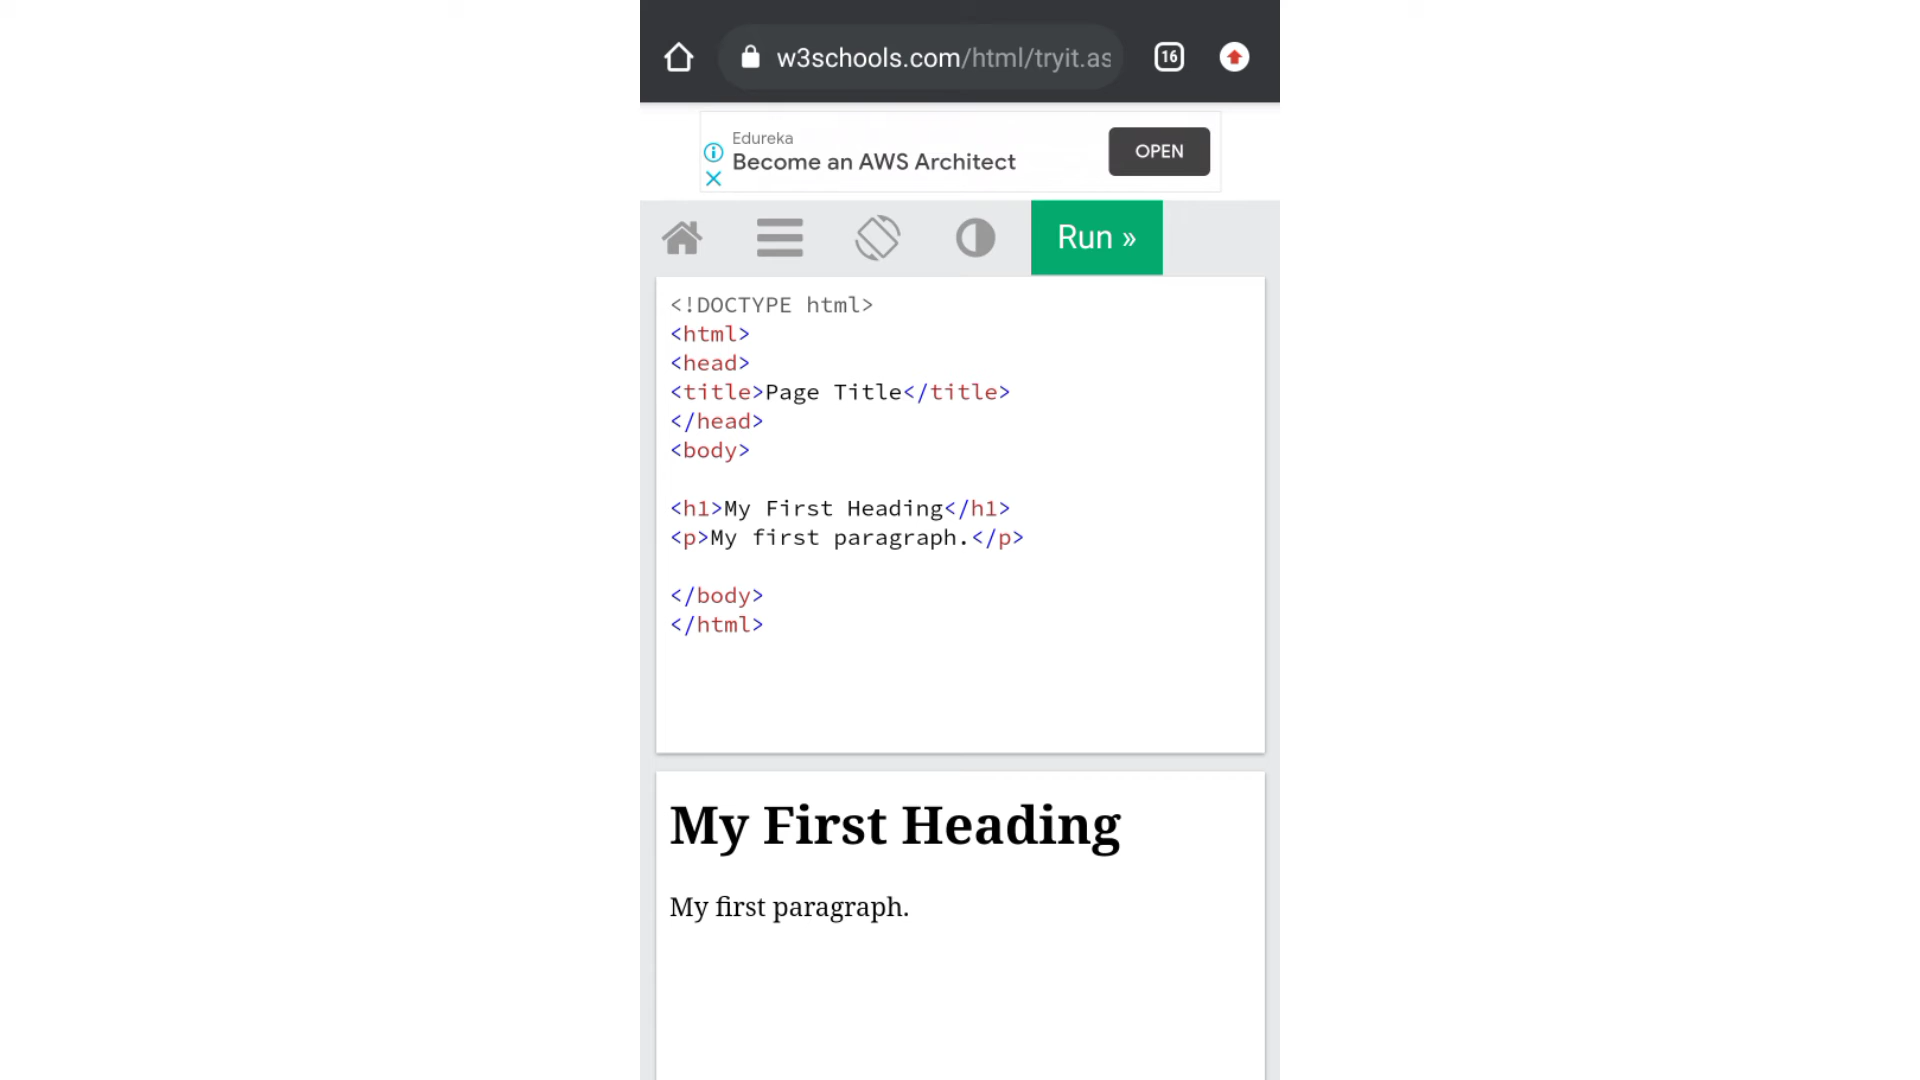 w3schools.com/html/tryit.as
16
Edureka
Become an AWS Architect
OPEN
Run »
<!DOCTYPE html>
<html>
<head>
<title>Page Title</title>
</head>
<body>
<h1>My First Heading</h1>
<p>My first paragraph.</p>
</body>
</html>
My First Heading
My first paragraph.